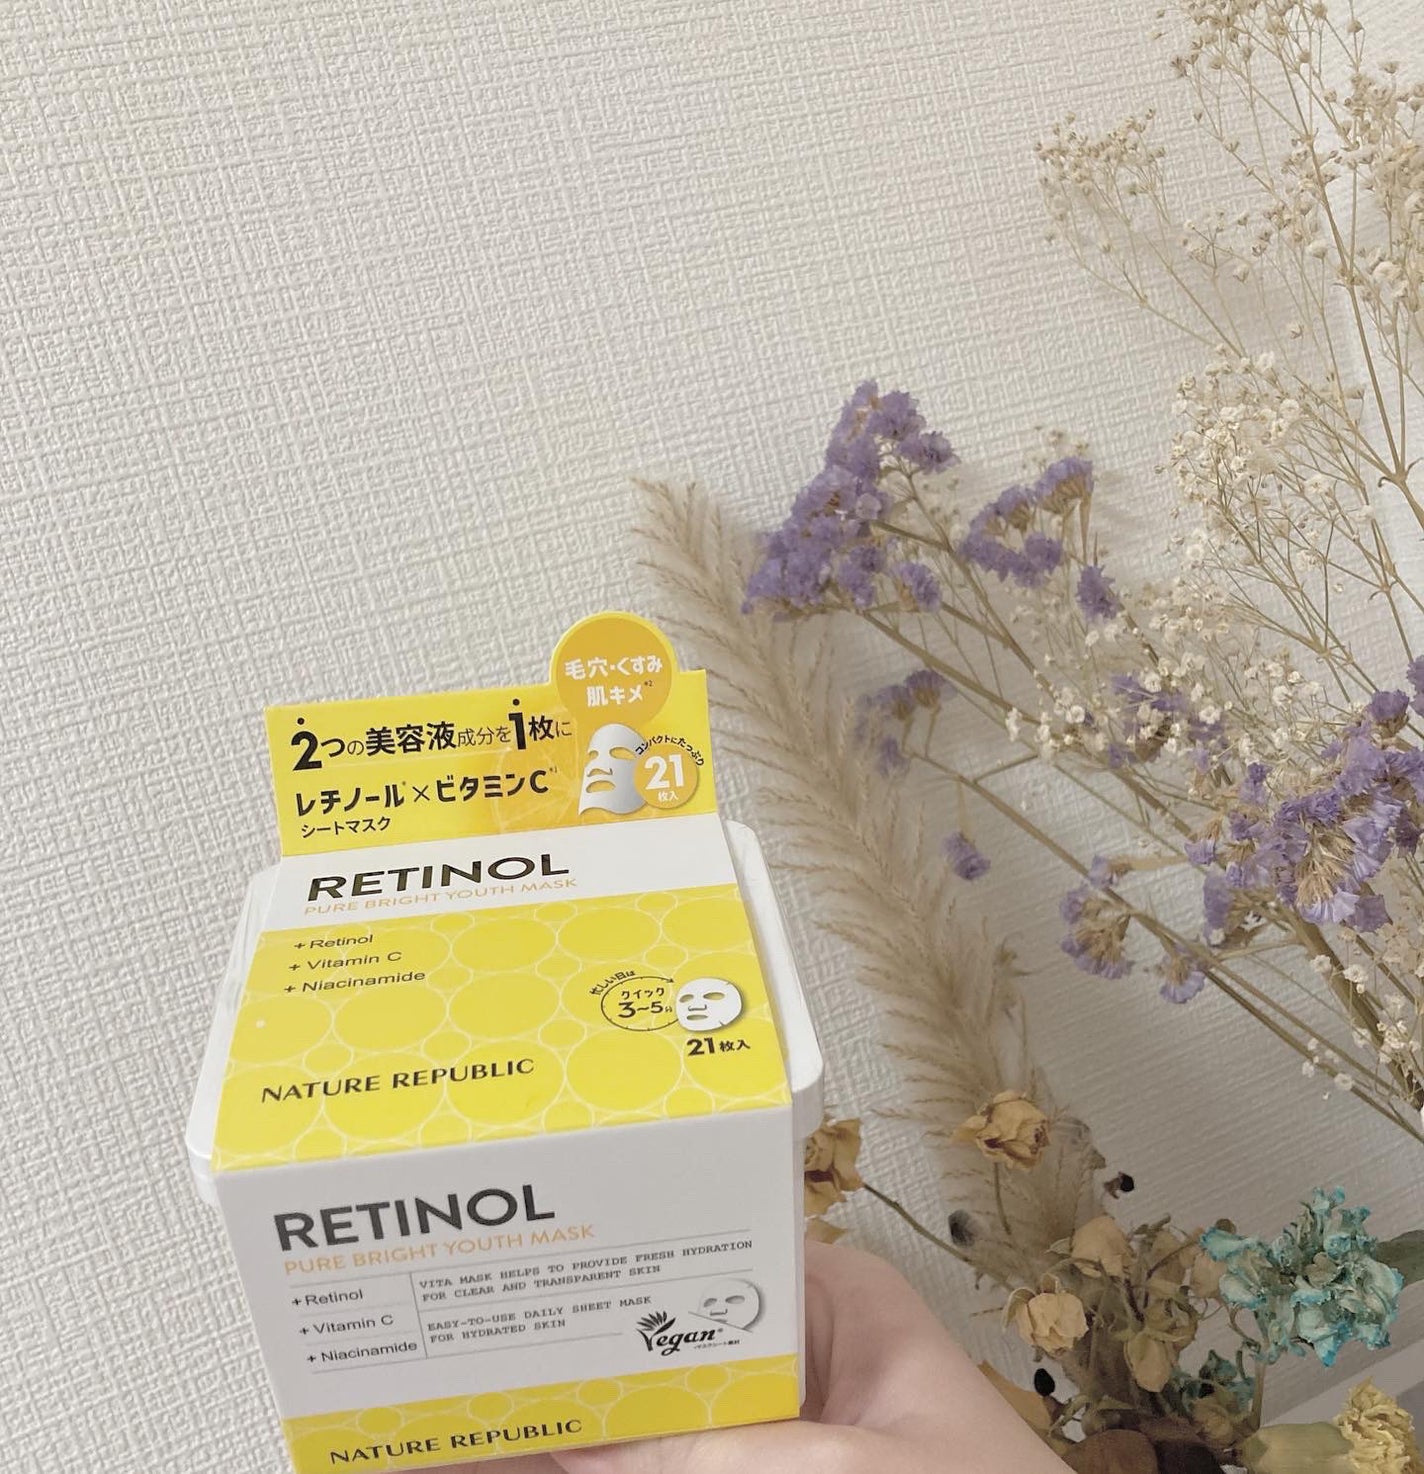 毛穴・くすみ
肌キメ*2
2つの美容液成分を1枚に
レチノール×ビタミンC*1
シートマスク
コンパクトにたっぷり
21
枚入
RETINOL
PURE BRIGHT YOUTH MASK
+ Retinol
+ Vitamin C
+ Niacinamide
忙しい日は
クイック
3~5分
21枚入
NATURE REPUBLIC
RETINOL
PURE BRIGHT YOUTH MASK
+ Retinol
+ Vitamin C
+ Niacinamide
VITA MASK HELPS TO PROVIDE FRESH HYDRATION
FOR CLEAR AND TRANSPARENT SKIN
EASY-TO-USE DAILY SHEET MASK
FOR HYDRATED SKIN
Vegan*
NATURE REPUBLIC